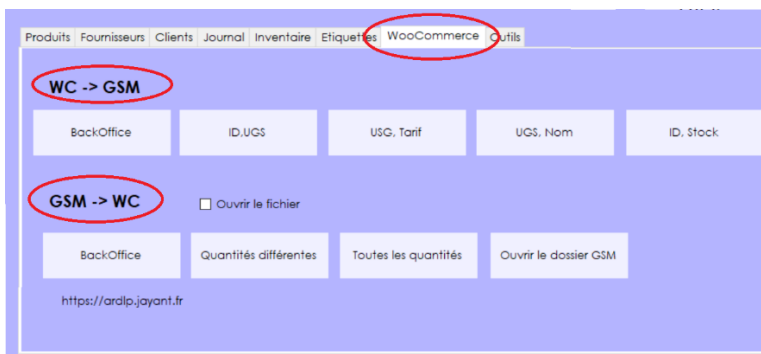 Produits Fournisseurs Clients Journal Inventaire Etiquettes WooCommerce Outils
WC -> GSM
BackOffice ID,UGS USG, Tarif UGS, Nom ID, Stock
GSM -> WC Ouvrir le fichier
BackOffice Quantités différentes Toutes les quantités Ouvrir le dossier GSM
https://ardlp.jayant.fr